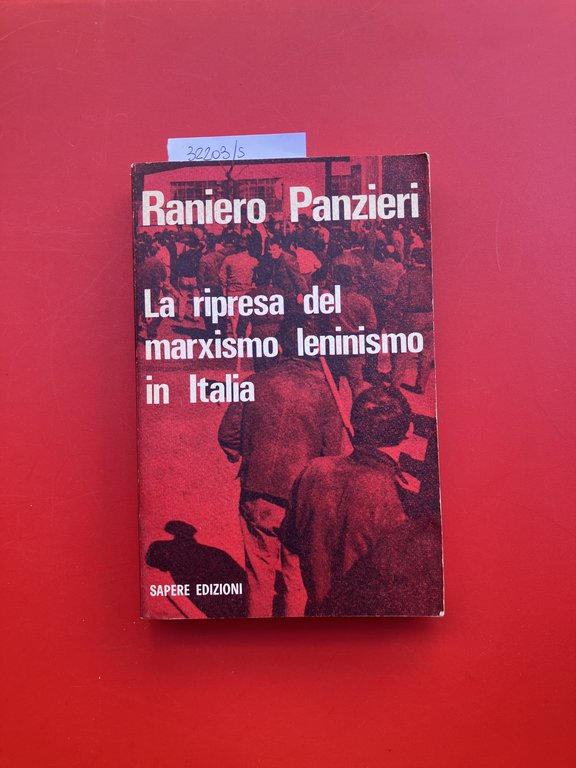 32203/s
Raniero Panzieri
La ripresa del
marxismo leninismo
in Italia
SAPERE EDIZIONI